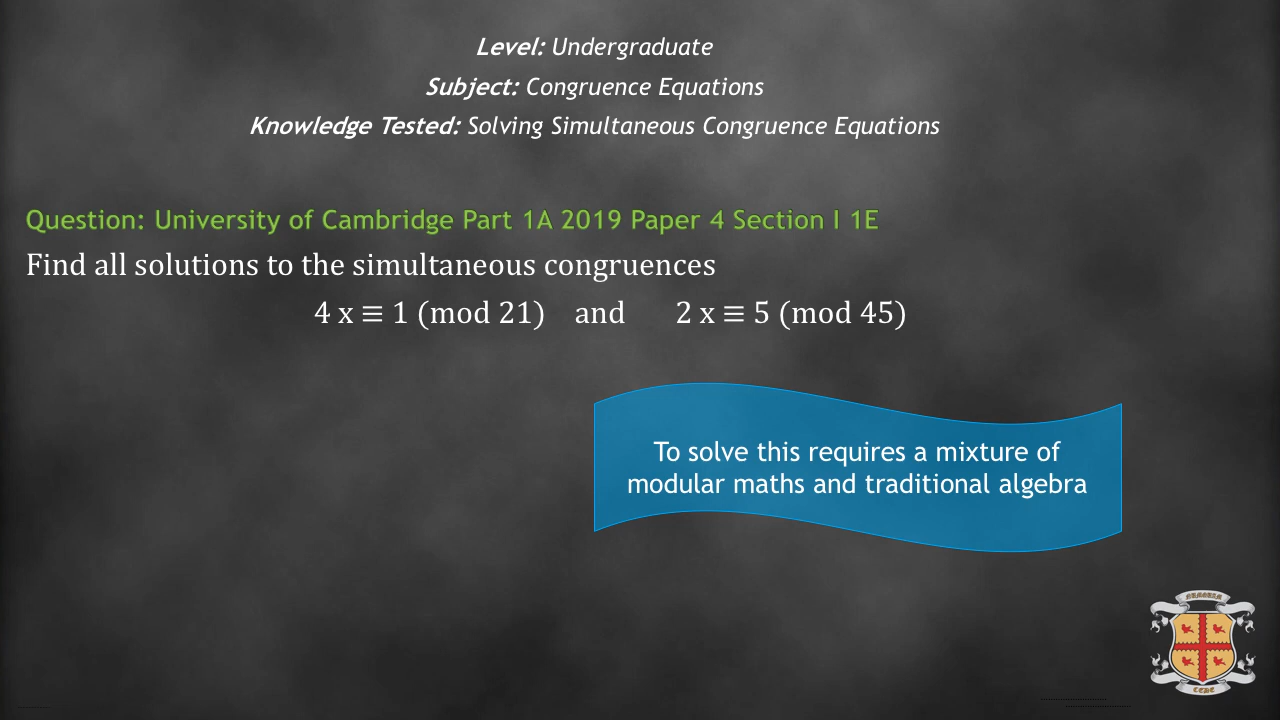 Level: Undergraduate
Subject: Congruence Equations
Knowledge Tested: Solving Simultaneous Congruence Equations
Question: University of Cambridge Part 1A 2019 Paper 4 Section I 1E
Find all solutions to the simultaneous congruences
4 x ≡ 1 (mod 21) and 2 x ≡ 5 (mod 45)
To solve this requires a mixture of
modular maths and traditional algebra
NUMQUAM
CEDE